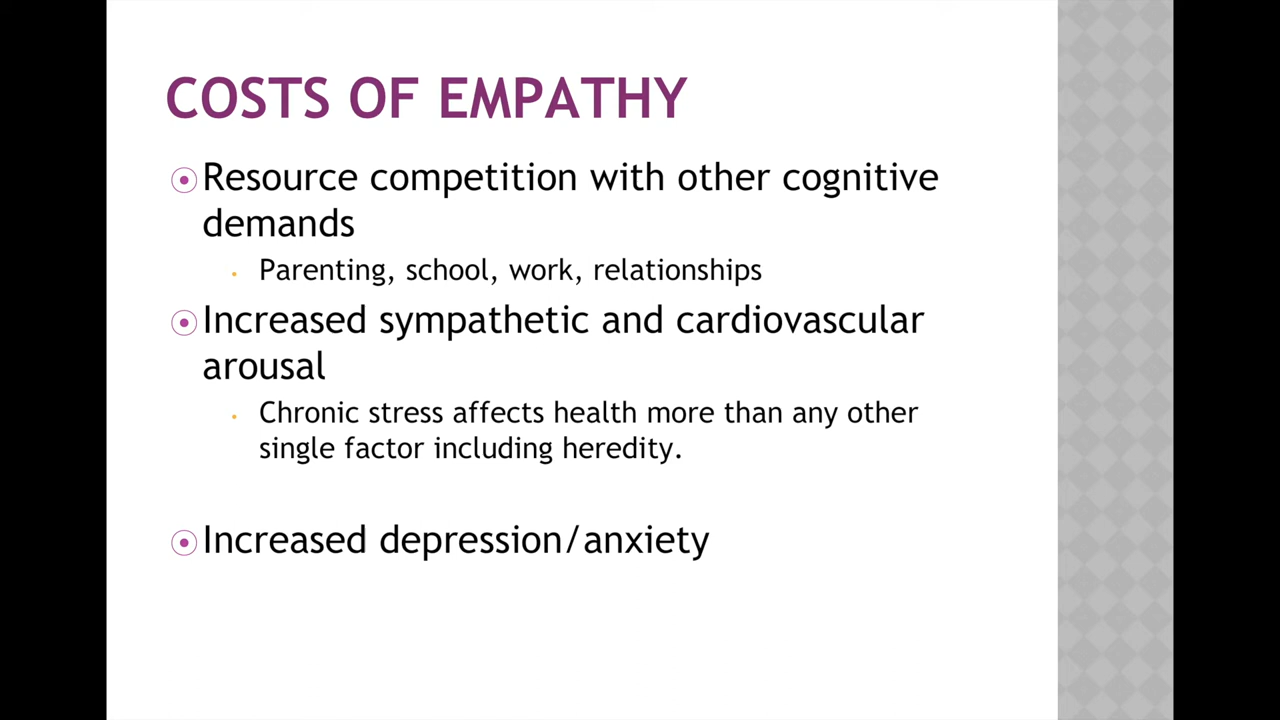 COSTS OF EMPATHY
Resource competition with other cognitive
demands
Parenting, school, work, relationships
Increased sympathetic and cardiovascular
arousal
Chronic stress affects health more than any other
single factor including heredity.
Increased depression/anxiety